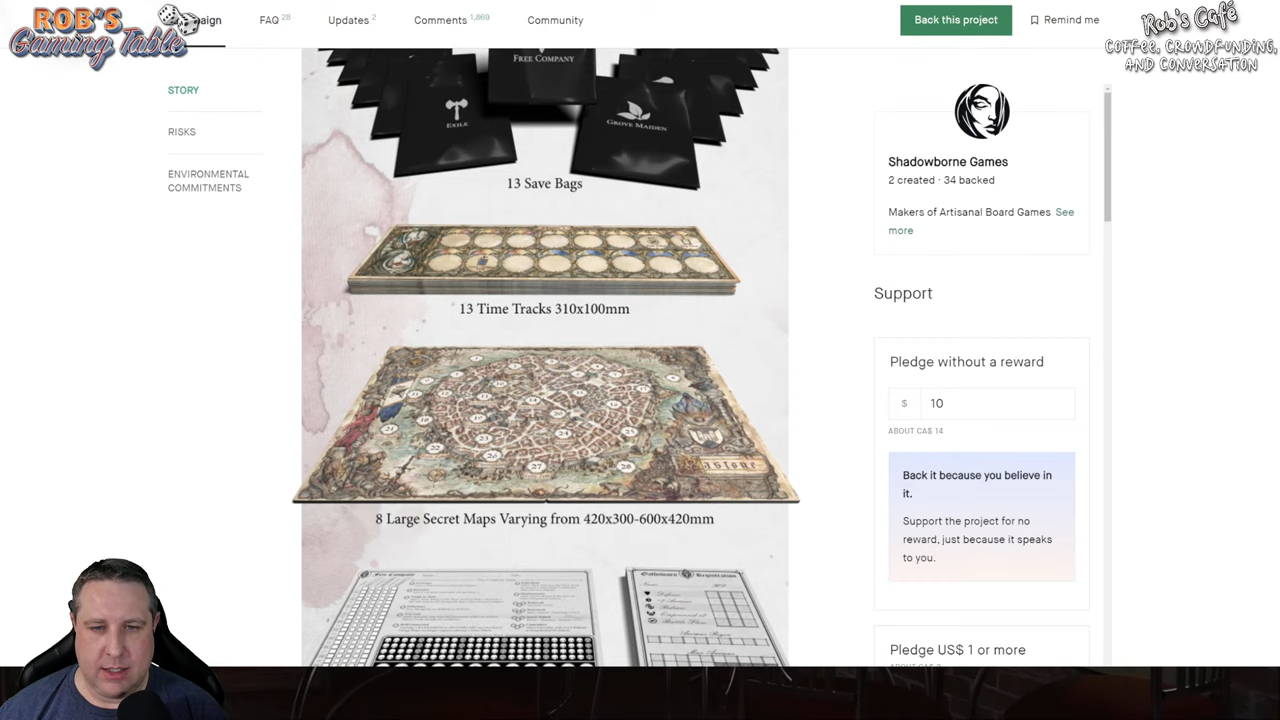 ROB'S
Gaming Table
paign
FAQ 28
Updates 2
Comments 1,869
Community
Back this project
Remind me
Rob's Café
COFFEE, CROWDFUNDING,
AND CONVERSATION
STORY
RISKS
ENVIRONMENTAL
COMMITMENTS
FREE COMPANY
EXILE
GROVE MAIDEN
13 Save Bags
13 Time Tracks 310x100mm
8 Large Secret Maps Varying from 420x300-600x420mm
Free Company
Shadowborne Games
2 created · 34 backed
Makers of Artisanal Board Games See
more
Support
Pledge without a reward
$ 10
ABOUT CA$ 14
Back it because you believe in
it.
Support the project for no
reward, just because it speaks
to you.
Pledge US$ 1 or more